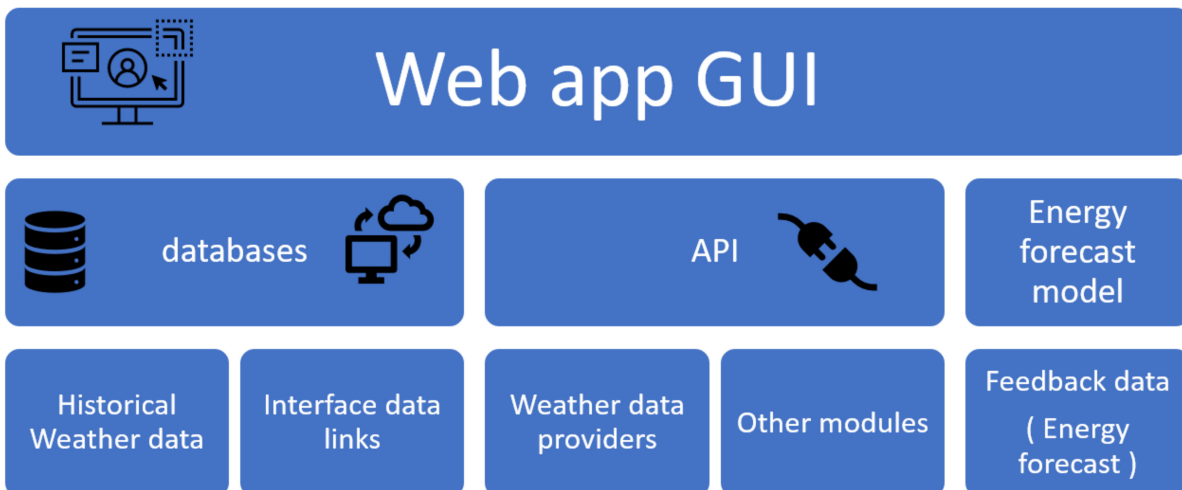 Web app GUI
databases
API
Energy
forecast
model
Historical
Weather data
Interface data
links
Weather data
providers
Other modules
Feedback data
( Energy
forecast )